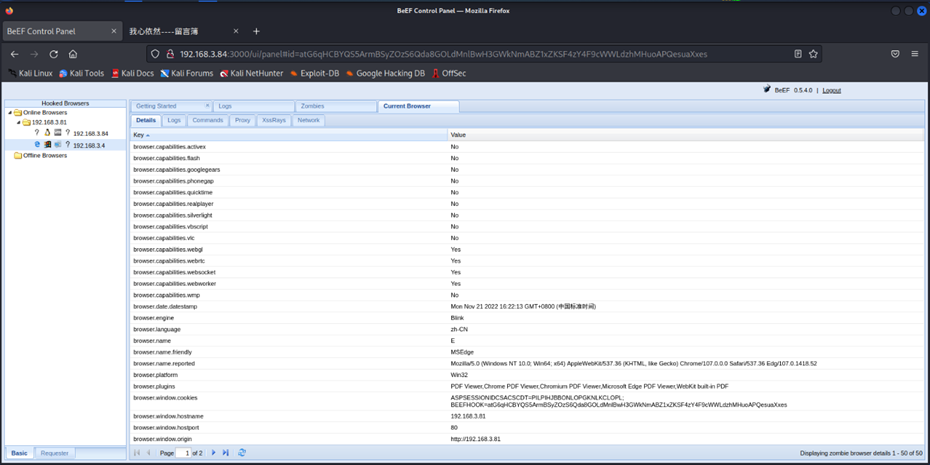 BeEF Control Panel — Mozilla Firefox
BeEF Control Panel × 我心依然----留言薄 × +
192.168.3.84:3000/ui/panel#id=atG6qHCBYQS5ArmBSyZOzS6Qda8GOLdMnlBwH3GWkNmABZ1xZKSF4zY4F9cWWLdzhMHuoAPQesuaXxes
Kali Linux Kali Tools Kali Docs Kali Forums Kali NetHunter Exploit-DB Google Hacking DB OffSec
BeEF 0.5.4.0 | Logout
Hooked Browsers
Online Browsers
192.168.3.81
? ? 192.168.3.84
? 192.168.3.4
Offline Browsers
Basic Requester
Getting Started Logs Zombies Current Browser
Details Logs Commands Proxy XssRays Network
Key Value
browser.capabilities.activex No
browser.capabilities.flash No
browser.capabilities.googlegears No
browser.capabilities.phonegap No
browser.capabilities.quicktime No
browser.capabilities.realplayer No
browser.capabilities.silverlight No
browser.capabilities.vbscript No
browser.capabilities.vlc No
browser.capabilities.webgl Yes
browser.capabilities.webrtc Yes
browser.capabilities.websocket Yes
browser.capabilities.webworker Yes
browser.capabilities.wmp No
browser.date.datestamp Mon Nov 21 2022 16:22:13 GMT+0800 (中国标准时间)
browser.engine Blink
browser.language zh-CN
browser.name E
browser.name.friendly MSEdge
browser.name.reported Mozilla/5.0 (Windows NT 10.0; Win64; x64) AppleWebKit/537.36 (KHTML, like Gecko) Chrome/107.0.0.0 Safari/537.36 Edg/107.0.1418.52
browser.platform Win32
browser.plugins PDF Viewer,Chrome PDF Viewer,Chromium PDF Viewer,Microsoft Edge PDF Viewer,WebKit built-in PDF
browser.window.cookies ASPSESSIONIDCSACSCDT=PILPIHJBBONLOPGKNLKCLOPL;
BEEFHOOK=atG6qHCBYQS5ArmBSyZOzS6Qda8GOLdMnlBwH3GWkNmABZ1xZKSF4zY4F9cWWLdzhMHuoAPQesuaXxes
browser.window.hostname 192.168.3.81
browser.window.hostport 80
browser.window.origin http://192.168.3.81
Page 1 of 2 Displaying zombie browser details 1 - 50 of 50